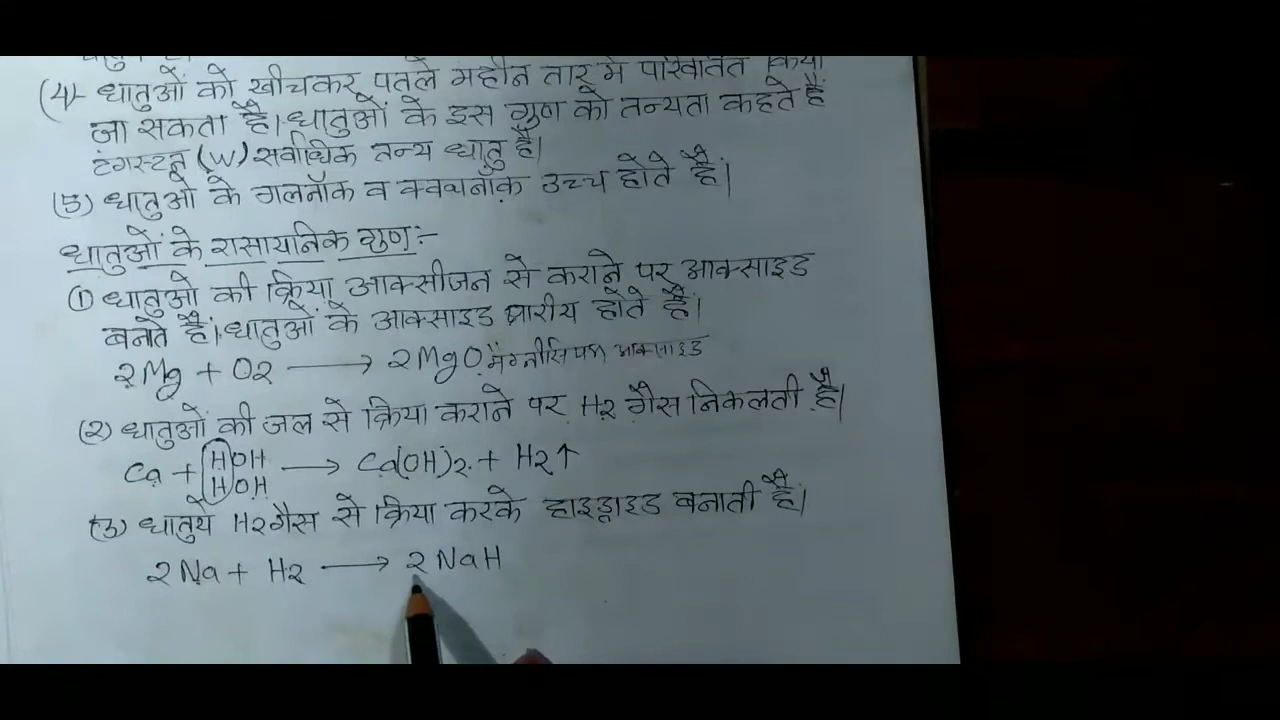 (4)- धातुओं को खीचकर पतले महीन तार में परिवर्तित किया
जा सकता है। धातुओं के इस गुण को तन्यता कहते हैं
टंगस्टन (W) सर्वाधिक तन्य धातु है।
(5) धातुओ के गलनाँक व क्वथनाँक उच्च होते हैं।
धातुओं के रासायनिक गुण:-
① धातुओ की क्रिया आक्सीजन से कराने पर आक्साइड
बनाते हैं। धातुओं के आक्साइड क्षारीय होते हैं।
2Mg + O2 ⟶ 2MgO मैग्नीसियम आक्साइड
(2) धातुओं की जल से क्रिया कराने पर H2 गैस निकलती है।
Ca + HOH ⟶ Ca(OH)2 + H2↑
HOH
(3) धातुयें H2 गैस से क्रिया करके हाइड्राइड बनाती हैं।
2Na + H2 ⟶ 2NaH